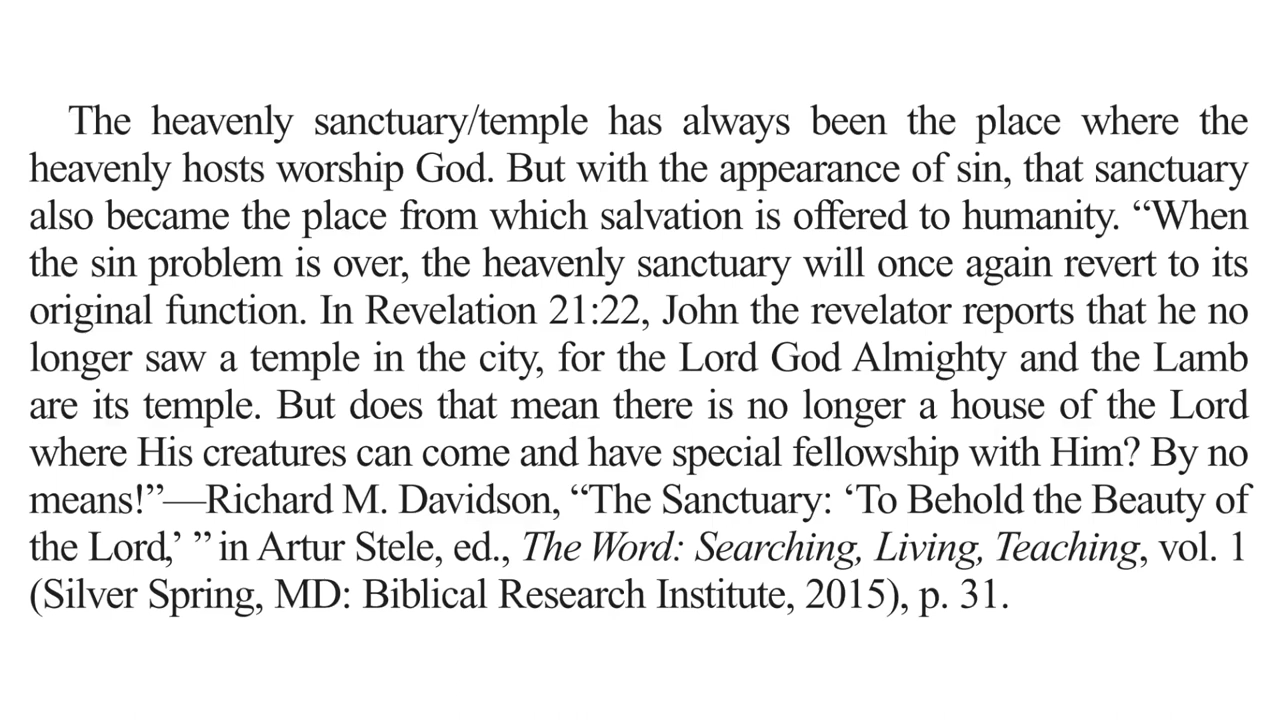 The heavenly sanctuary/temple has always been the place where the
heavenly hosts worship God. But with the appearance of sin, that sanctuary
also became the place from which salvation is offered to humanity. “When
the sin problem is over, the heavenly sanctuary will once again revert to its
original function. In Revelation 21:22, John the revelator reports that he no
longer saw a temple in the city, for the Lord God Almighty and the Lamb
are its temple. But does that mean there is no longer a house of the Lord
where His creatures can come and have special fellowship with Him? By no
means!”—Richard M. Davidson, “The Sanctuary: ‘To Behold the Beauty of
the Lord,’ ” in Artur Stele, ed., The Word: Searching, Living, Teaching, vol. 1
(Silver Spring, MD: Biblical Research Institute, 2015), p. 31.